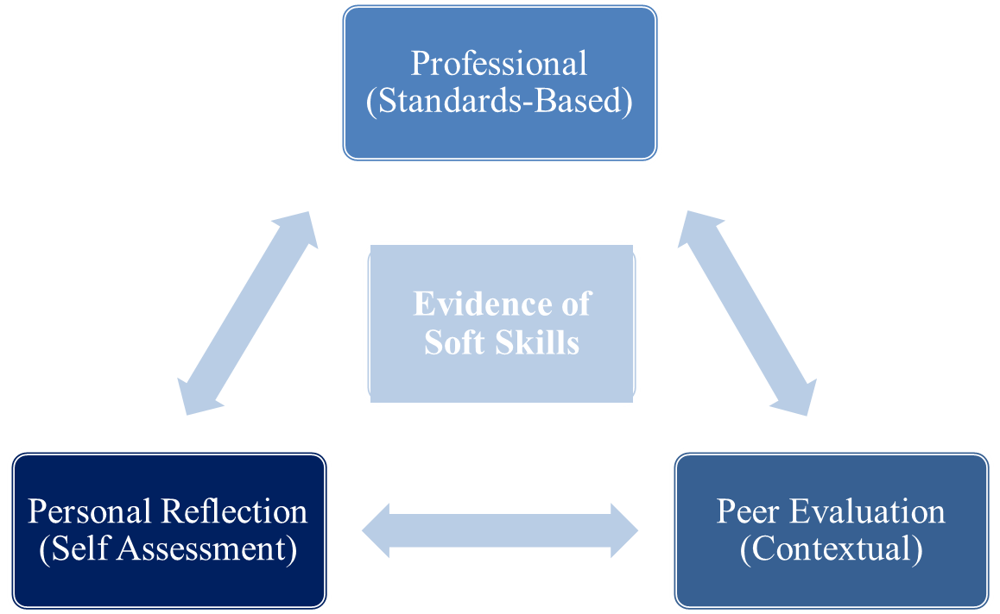 Professional
(Standards-Based)
Evidence of
Soft Skills
Personal Reflection
(Self Assessment)
Peer Evaluation
(Contextual)